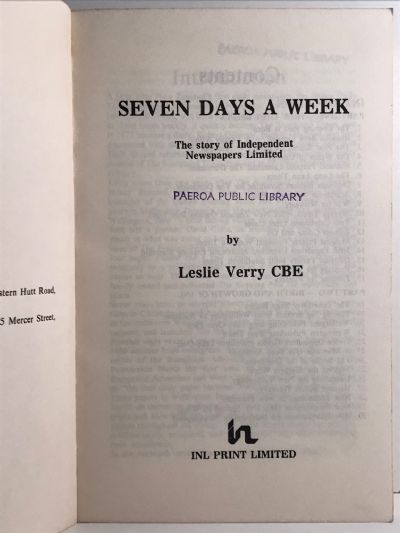 stern Hutt Road,
5 Mercer Street,
SEVEN DAYS A WEEK
The story of Independent
Newspapers Limited
PAEROA PUBLIC LIBRARY
by
Leslie Verry CBE
INL PRINT LIMITED